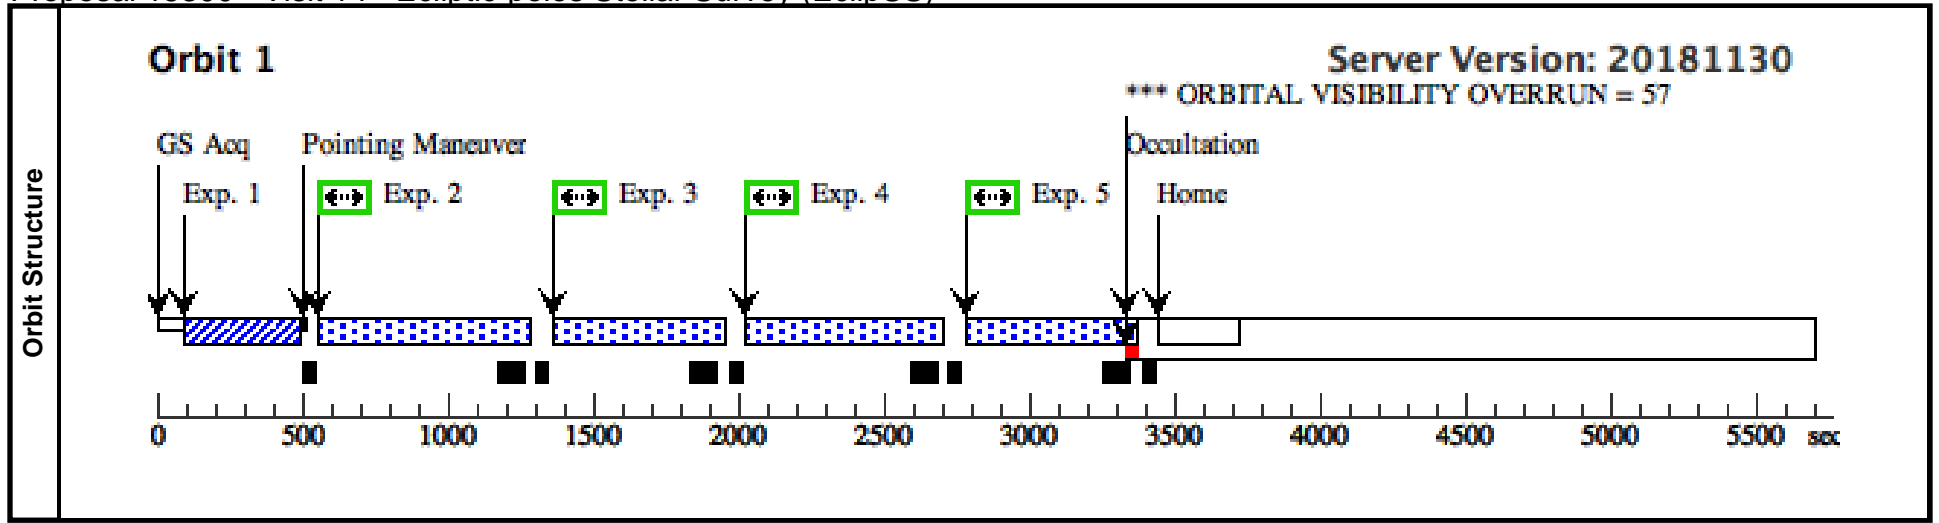 Orbit Structure
Orbit 1
Server Version: 20181130
*** ORBITAL VISIBILITY OVERRUN = 57
GS Acq
Pointing Maneuver
Occultation
Exp. 1
Exp. 2
Exp. 3
Exp. 4
Exp. 5
Home
0 500 1000 1500 2000 2500 3000 3500 4000 4500 5000 5500 sec